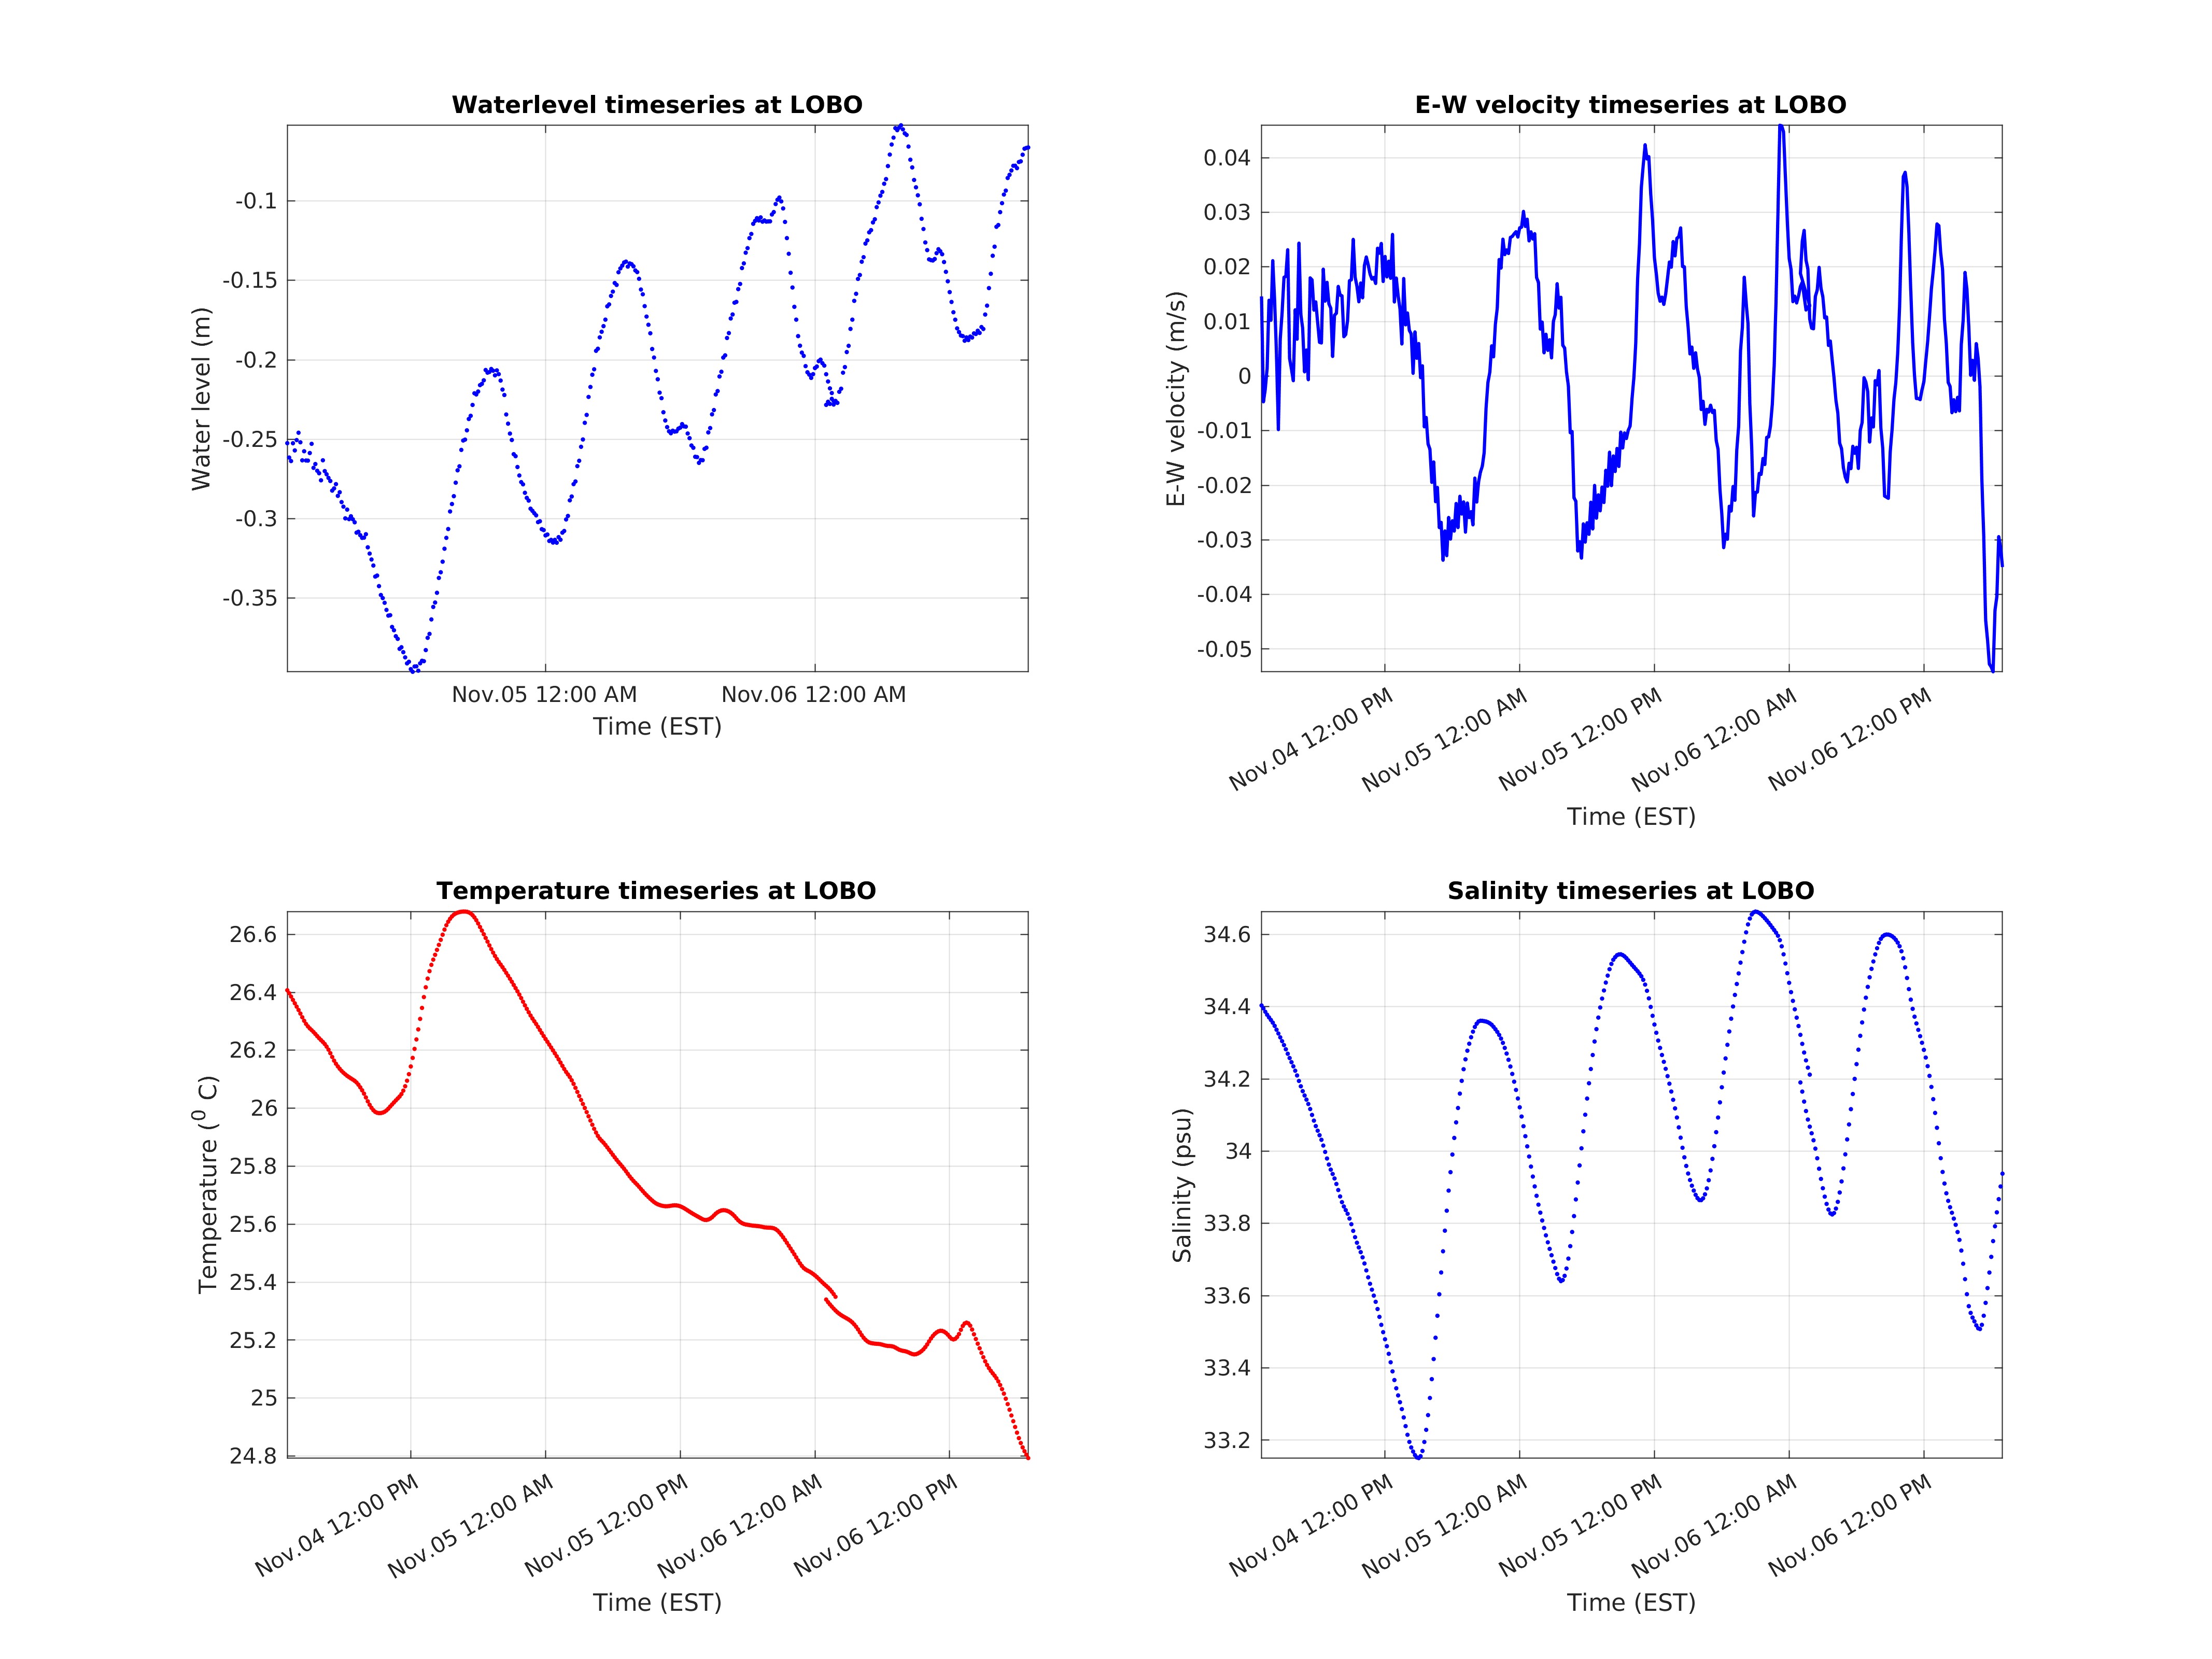 Waterlevel timeseries at LOBO
-0.1
-0.15
-0.2
-0.25
-0.3
-0.35
Water level (m)
Nov.05 12:00 AM
Nov.06 12:00 AM
Time (EST)
E-W velocity timeseries at LOBO
0.04
0.03
0.02
0.01
0
-0.01
-0.02
-0.03
-0.04
-0.05
E-W velocity (m/s)
Nov.04 12:00 PM
Nov.05 12:00 AM
Nov.05 12:00 PM
Nov.06 12:00 AM
Nov.06 12:00 PM
Time (EST)
Temperature timeseries at LOBO
26.6
26.4
26.2
26
25.8
25.6
25.4
25.2
25
24.8
Temperature (⁰ C)
Nov.04 12:00 PM
Nov.05 12:00 AM
Nov.05 12:00 PM
Nov.06 12:00 AM
Nov.06 12:00 PM
Time (EST)
Salinity timeseries at LOBO
34.6
34.4
34.2
34
33.8
33.6
33.4
33.2
Salinity (psu)
Nov.04 12:00 PM
Nov.05 12:00 AM
Nov.05 12:00 PM
Nov.06 12:00 AM
Nov.06 12:00 PM
Time (EST)